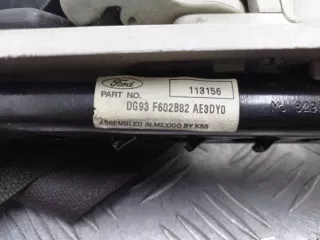 Ford
PART NO. 113156
DG93 F602B82 AE3DY0
ASSEMBLED IN MEXICO BY KSS